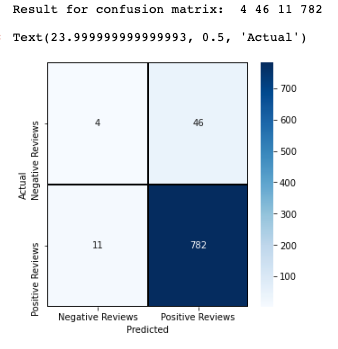 Result for confusion matrix: 4 46 11 782
Text(23.999999999999993, 0.5, 'Actual')
4
46
11
782
Actual
Negative Reviews
Positive Reviews
Negative Reviews
Positive Reviews
Predicted
700
600
500
400
300
200
100